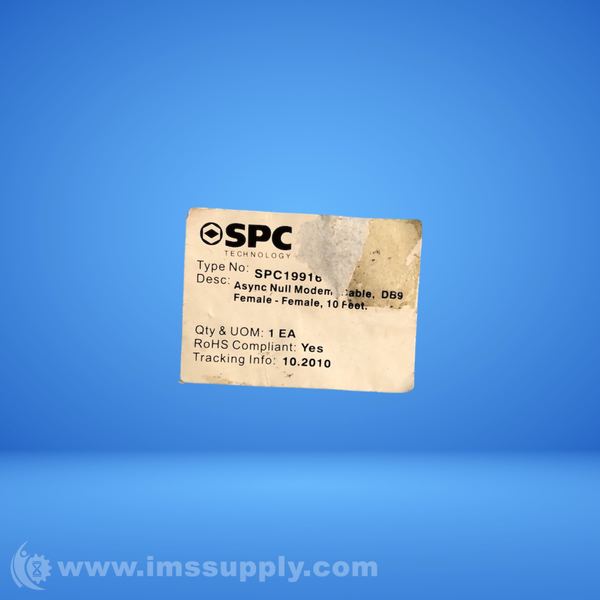 SPC
TECHNOLOGY
Type No: SPC19916
Desc: Async Null Modem Cable, DB9
Female - Female, 10 Feet.
Qty & UOM: 1 EA
RoHS Compliant: Yes
Tracking Info: 10.2010
www.imssupply.com